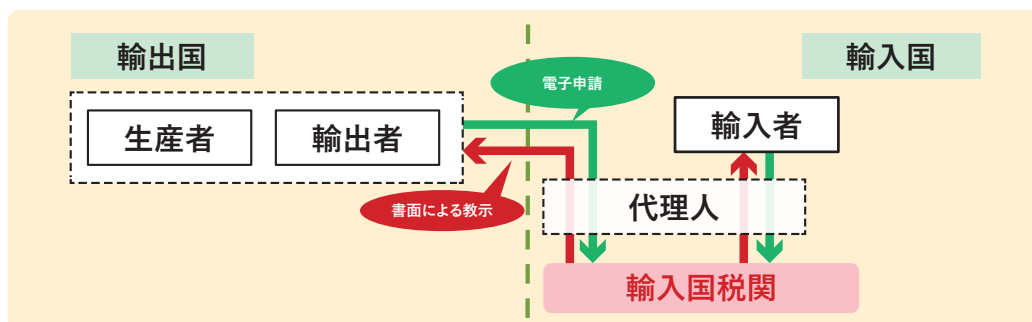 輸出国
輸入国
電子申請
生産者
輸出者
輸入者
書面による教示
代理人
輸入国税関